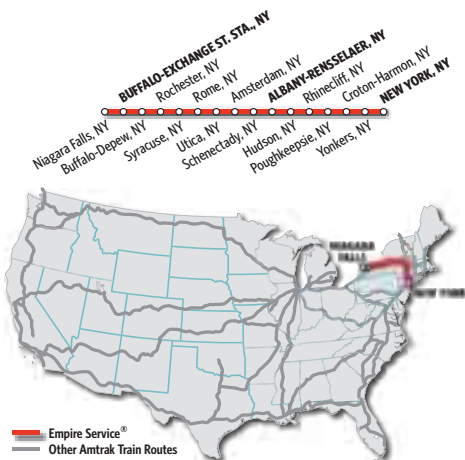 Niagara Falls, NY
BUFFALO-EXCHANGE ST. STA., NY
Buffalo-Depew, NY
Rochester, NY
Syracuse, NY
Rome, NY
Utica, NY
Amsterdam, NY
Schenectady, NY
ALBANY-RENSSELAER, NY
Hudson, NY
Rhinecliff, NY
Poughkeepsie, NY
Croton-Harmon, NY
Yonkers, NY
NEW YORK, NY
NIAGARA
FALLS
NEW YORK
Empire Service®
Other Amtrak Train Routes